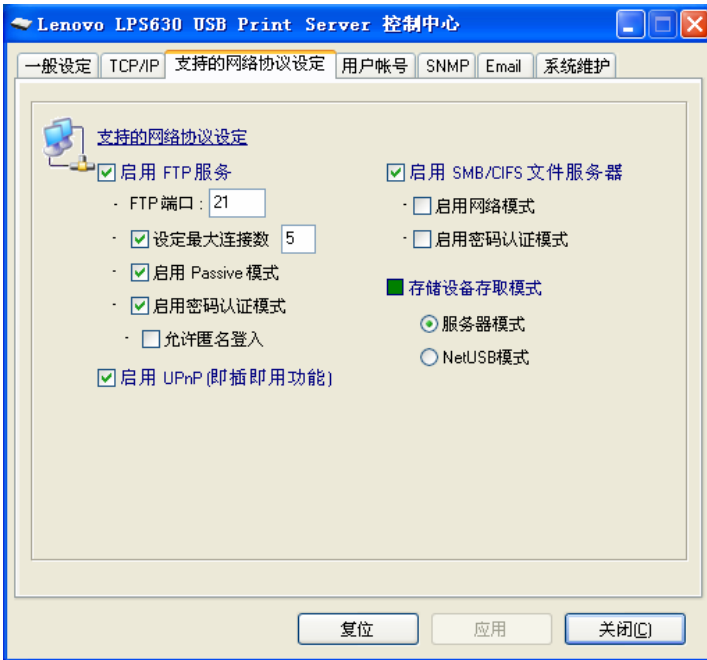 Lenovo LPS630 USB Print Server 控制中心
一般设定 TCP/IP 支持的网络协议设定 用户帐号 SNMP Email 系统维护
支持的网络协议设定
启用 FTP 服务
· FTP 端口 : 21
· 设定最大连接数 5
· 启用 Passive 模式
· 启用密码认证模式
· 允许匿名登入
启用 UPnP (即插即用功能)
启用 SMB/CIFS 文件服务器
· 启用网络模式
· 启用密码认证模式
存储设备存取模式
服务器模式
NetUSB模式
复位 应用 关闭(C)